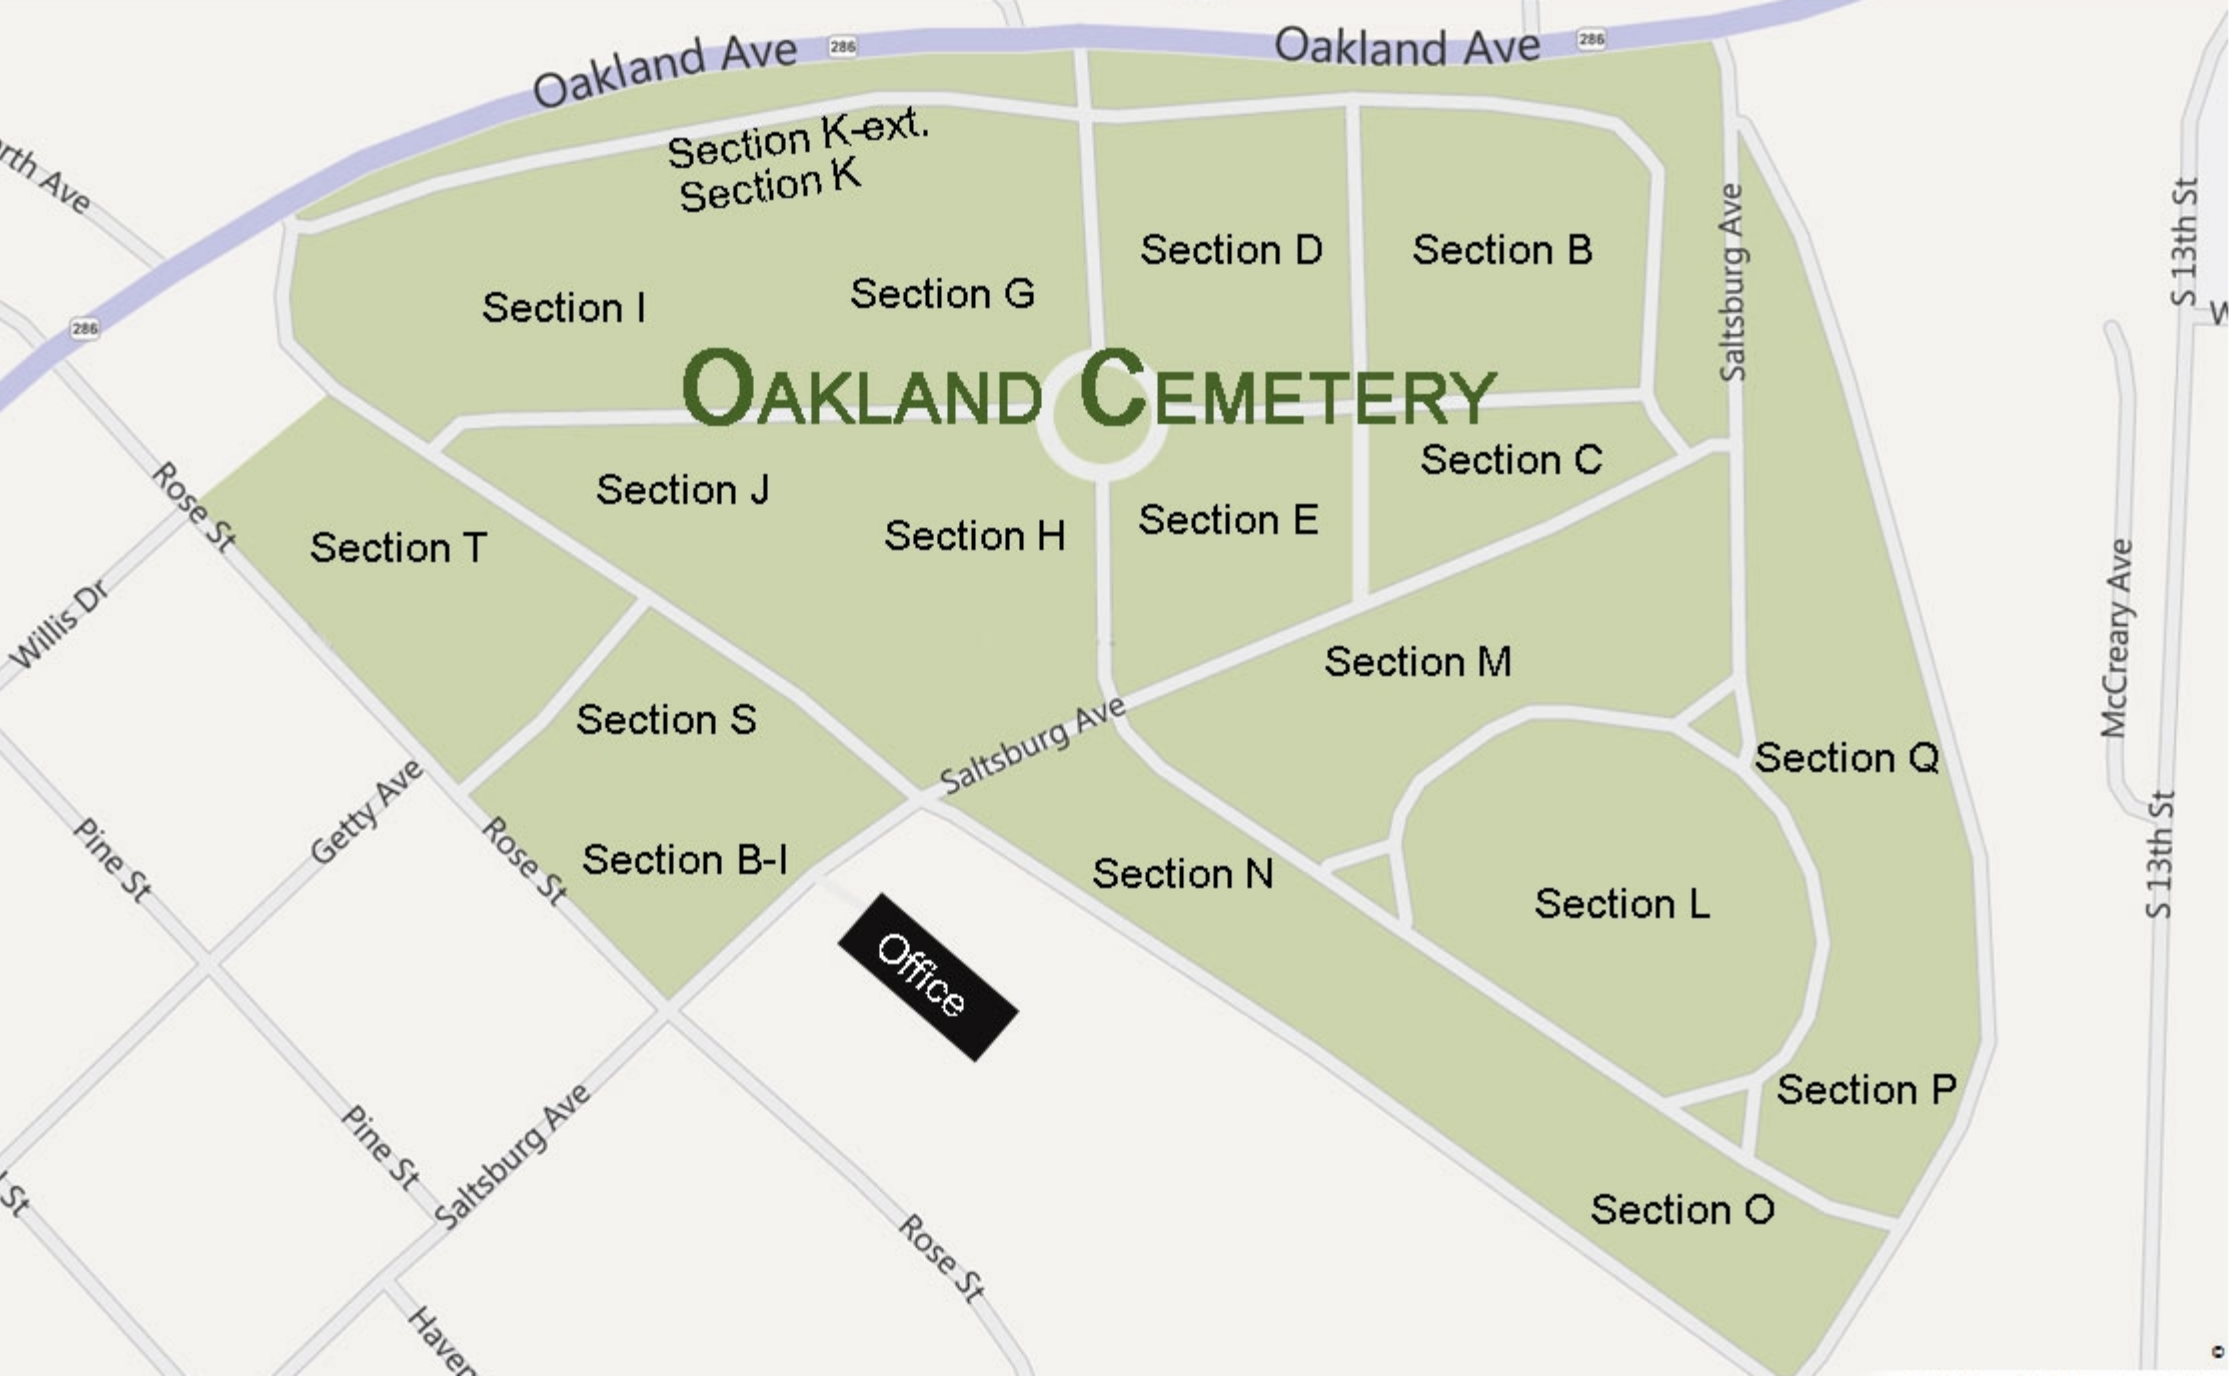 Oakland Ave
286
Oakland Ave
286
Section K-ext.
Section K
rth Ave
Section D
Section B
Saltsburg Ave
S 13th St
Section I
Section G
286
W
OAKLAND CEMETERY
Section C
Section J
Section H
Section E
Rose St
Section T
Willis Dr
McCreary Ave
Section M
Section S
Saltsburg Ave
Section Q
Getty Ave
Pine St
Rose St
Section B-I
Section N
Section L
S 13th St
Office
Section P
Pine St
Saltsburg Ave
St
Section O
Rose St
Haven